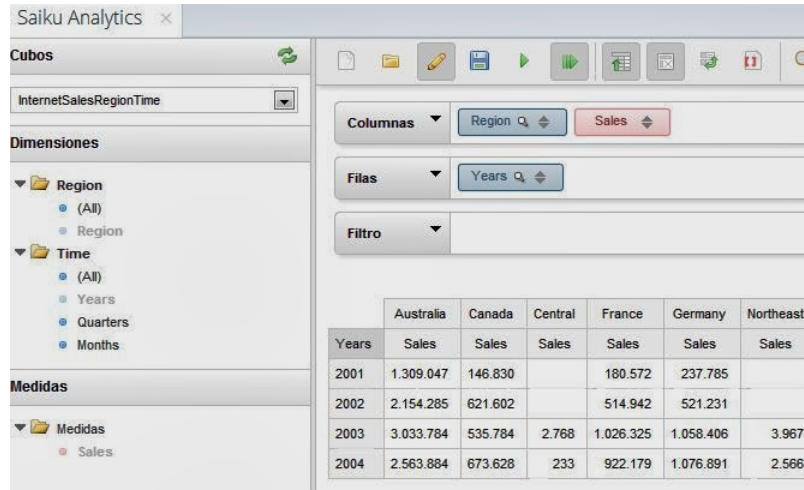 Saiku Analytics ×
Cubos
InternetSalesRegionTime
Dimensiones
Region
(All)
Region
Time
(All)
Years
Quarters
Months
Medidas
Medidas
Sales
Columnas Region Sales
Filas Years
Filtro
Australia Canada Central France Germany Northeast
Years Sales Sales Sales Sales Sales Sales
2001 1.309.047 146.830 180.572 237.785
2002 2.154.285 621.602 514.942 521.231
2003 3.033.784 535.784 2.768 1.026.325 1.058.406 3.967
2004 2.563.884 673.628 233 922.179 1.076.891 2.566